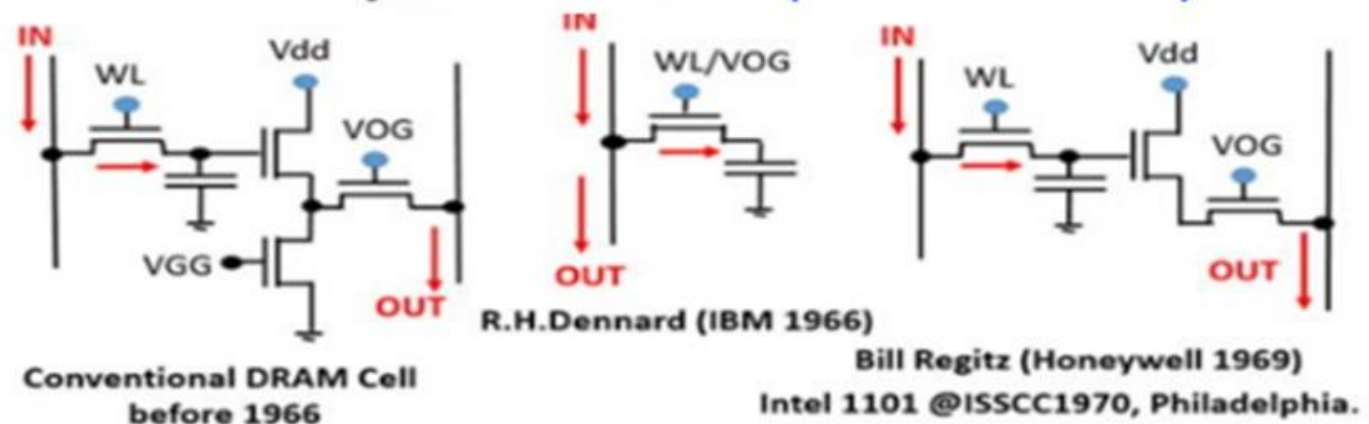 IN
WL
Vdd
VOG
VGG
OUT
Conventional DRAM Cell
before 1966
IN
WL/VOG
OUT
R.H.Dennard (IBM 1966)
IN
WL
Vdd
VOG
OUT
Bill Regitz (Honeywell 1969)
Intel 1101 @ISSCC1970, Philadelphia.